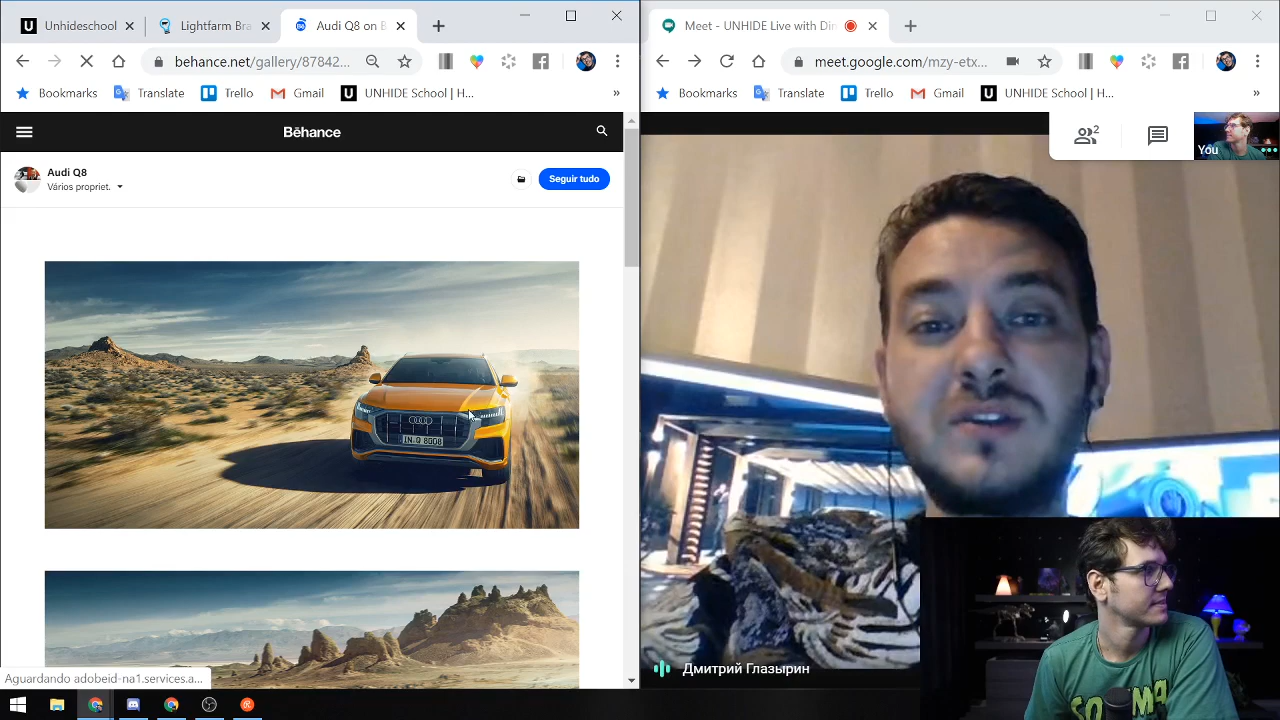 Unhideschool
Lightfarm Bra
Audi Q8 on B
behance.net/gallery/87842...
Bookmarks
Translate
Trello
Gmail
UNHIDE School | H...
»
Bēhance
Audi Q8
Vários propriet.
Seguir tudo
IN·Q 8008
Aguardando adobeid-na1.services.a...
Meet - UNHIDE Live with Dim
meet.google.com/mzy-etx...
Bookmarks
Translate
Trello
Gmail
UNHIDE School | H...
»
2
You
Дмитрий Глазырин